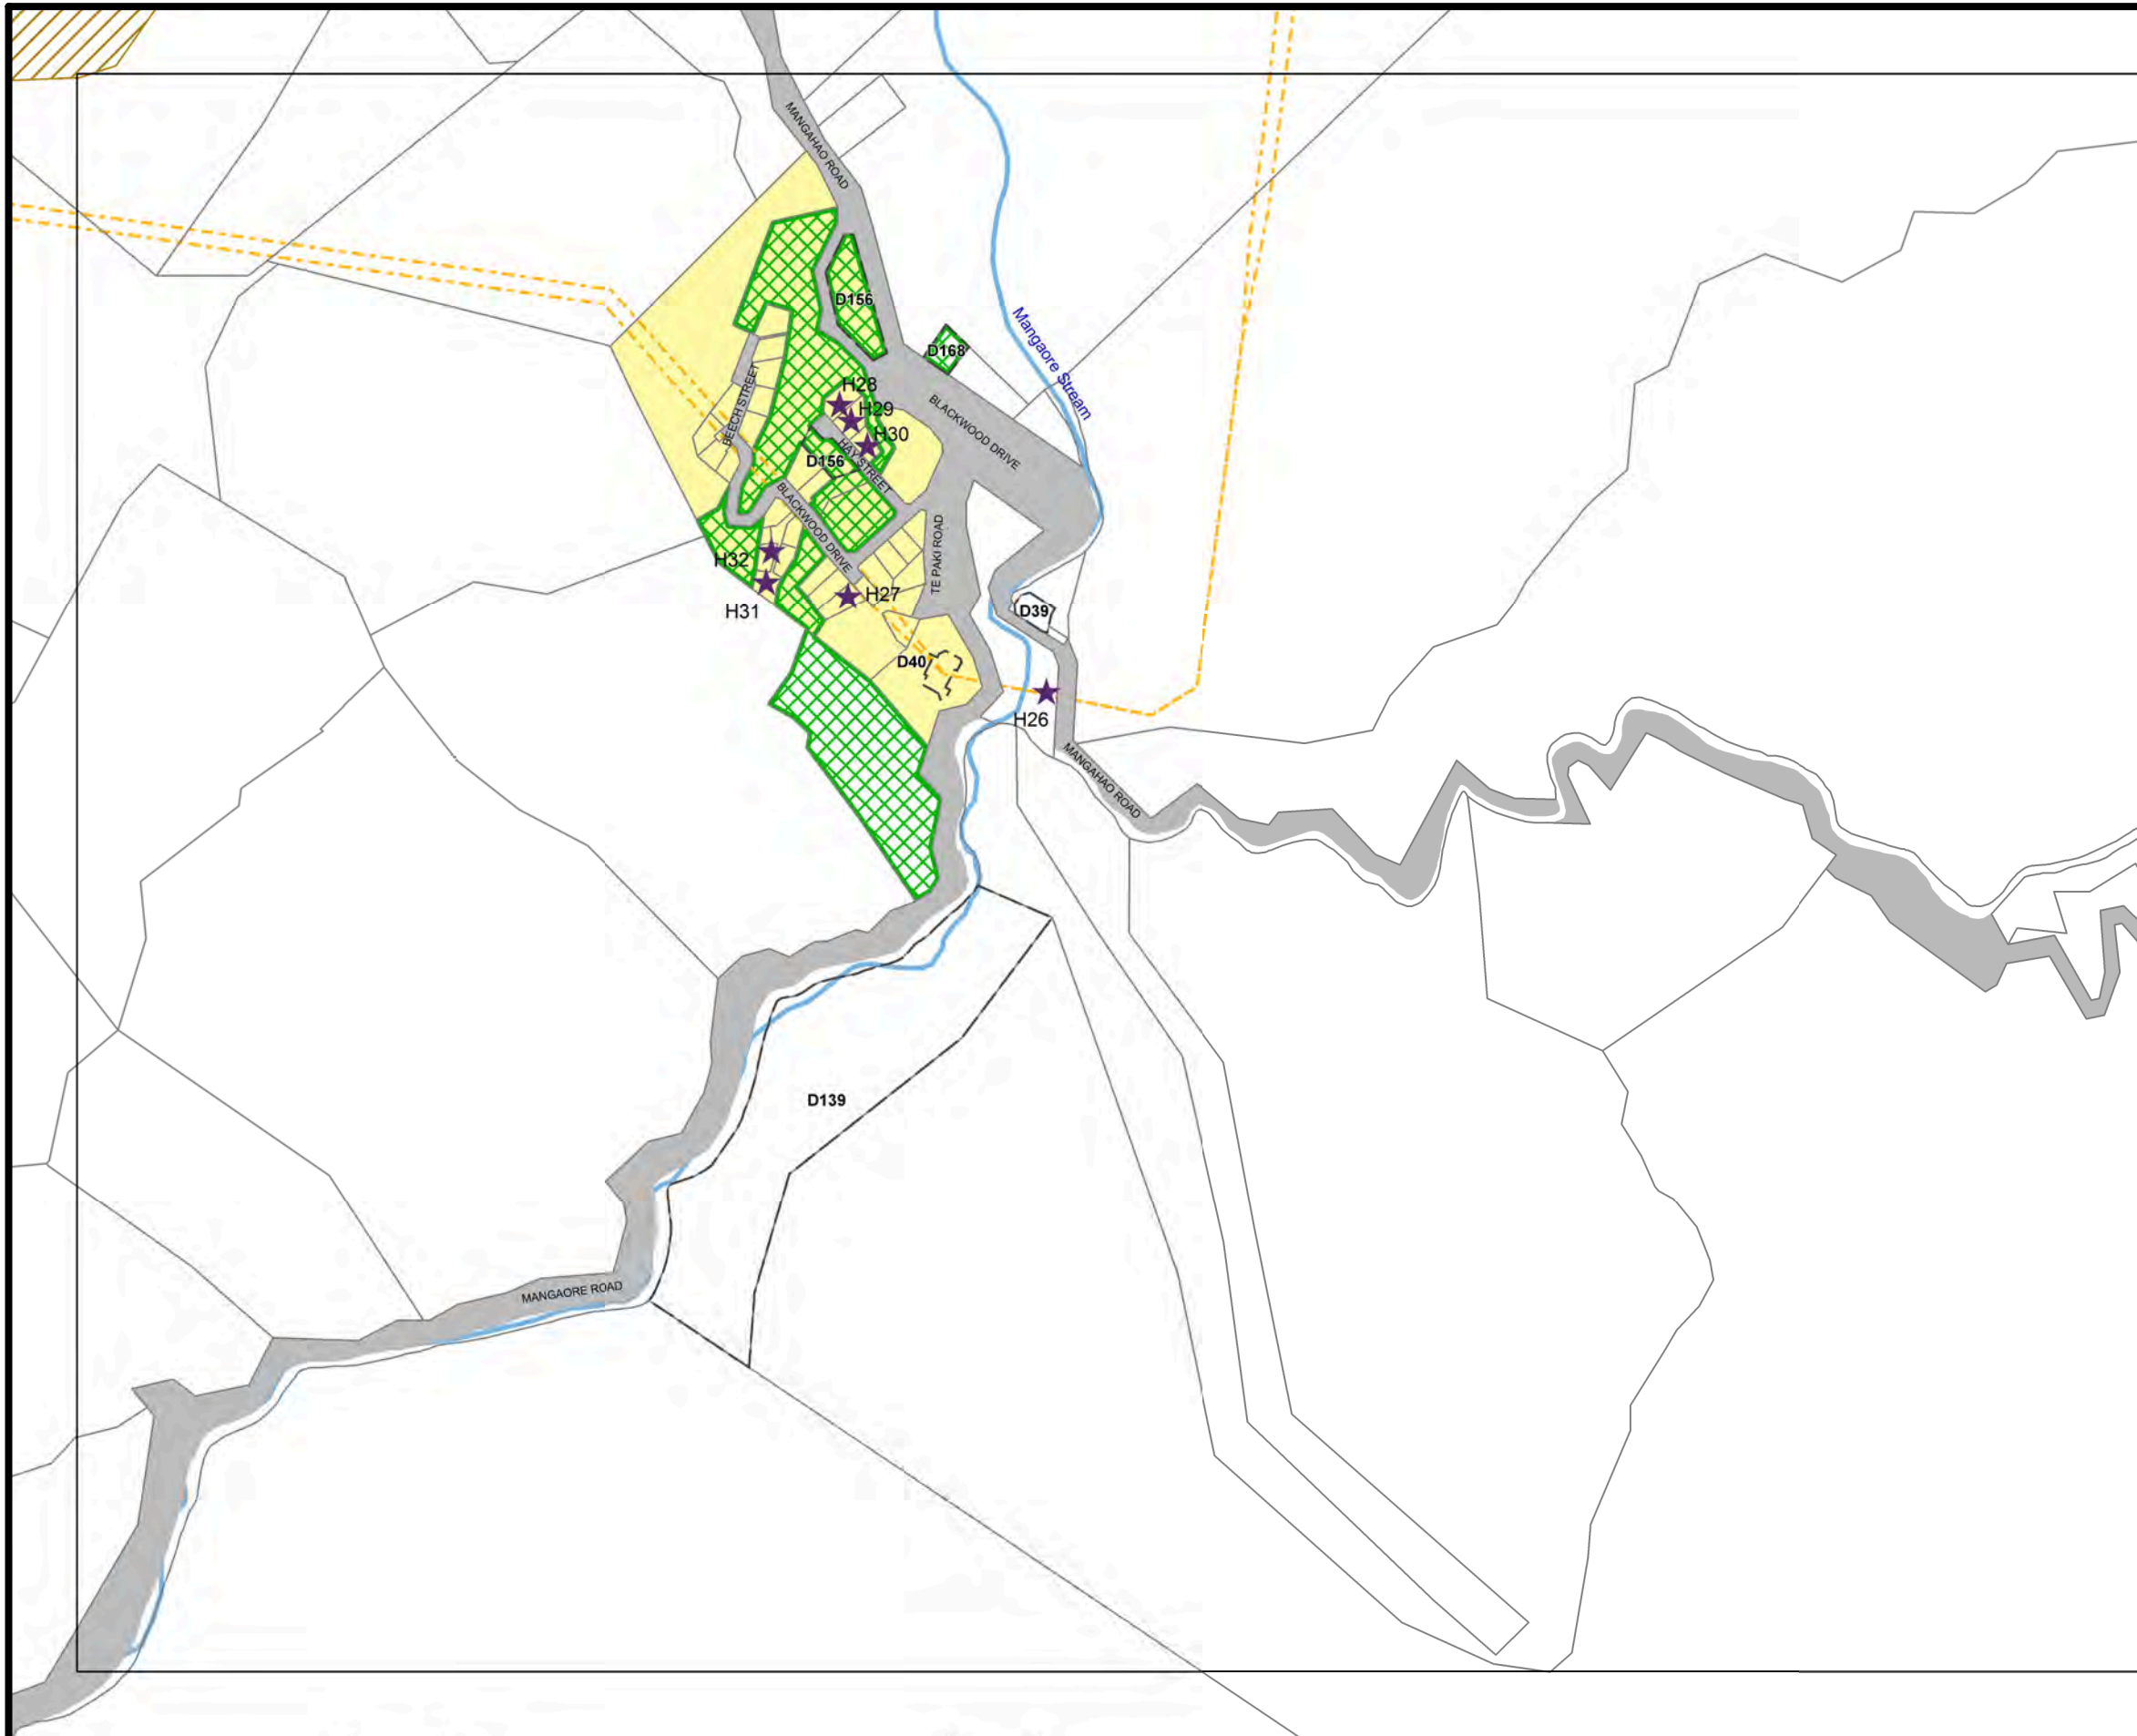 MANGAHAO ROAD
D156
D168
Mangaore Stream
H28
BEECH STREET
H29
BLACKWOOD DRIVE
H30
HAY STREET
D156
BLACKWOOD DRIVE
TE PAKI ROAD
H32
H27
H31
D39
D40
H26
MANGAHAO ROAD
D139
MANGAORE ROAD